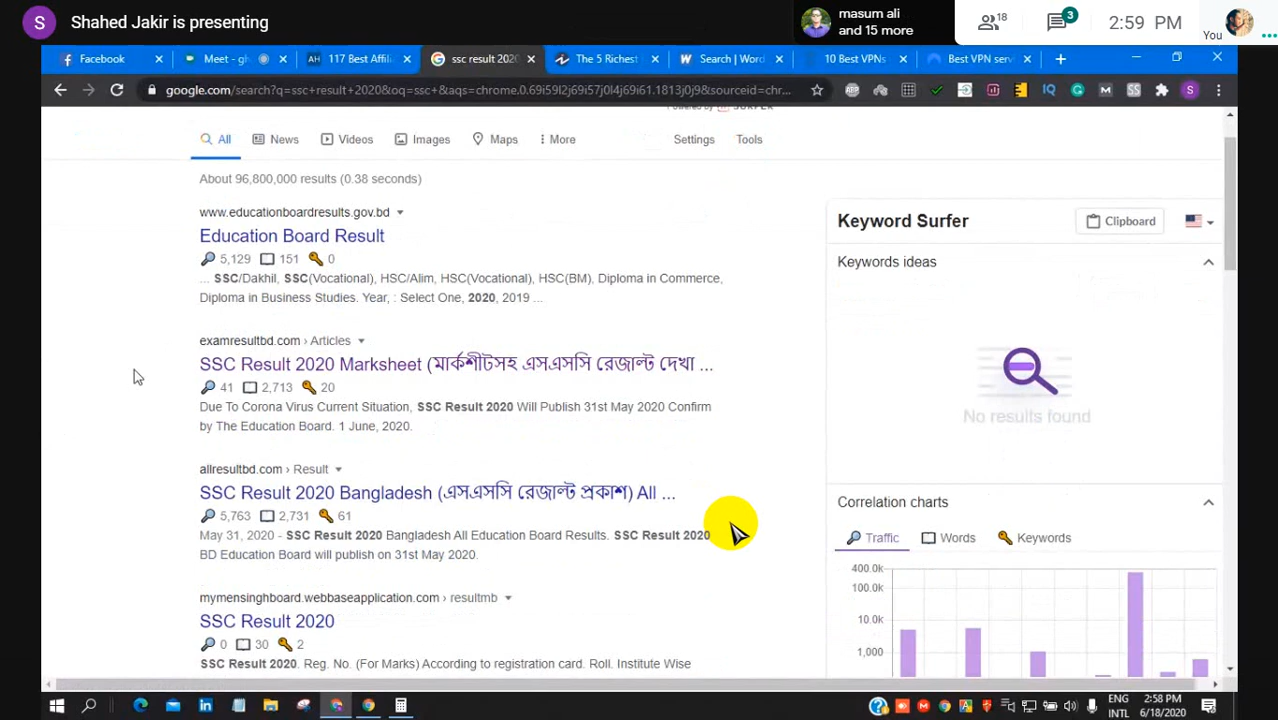 S
Shahed Jakir is presenting
masum ali
and 15 more
18
3
2:59 PM
You
Facebook
117 Best Affili
ssc result 2020
The 5 Richest
Search | Word
10 Best VPNs
Best VPN serv
google.com/search?q=ssc+result+2020&oq=ssc+&aqs=chrome.0.69i59l2j69i57j0l4j69i61.1813j0j9&sourceid=chr...
All
News
Videos
Images
Maps
More
Settings
Tools
About 96,800,000 results (0.38 seconds)
www.educationboardresults.gov.bd
Education Board Result
5,129 151 0
... SSC/Dakhil, SSC(Vocational), HSC/Alim, HSC(Vocational), HSC(BM), Diploma in Commerce,
Diploma in Business Studies. Year, : Select One, 2020, 2019 ...
examresultbd.com › Articles
SSC Result 2020 Marksheet (মার্কশীটসহ এসএসসি রেজাল্ট দেখা ...
41 2,713 20
Due To Corona Virus Current Situation, SSC Result 2020 Will Publish 31st May 2020 Confirm
by The Education Board. 1 June, 2020.
allresultbd.com › Result
SSC Result 2020 Bangladesh (এসএসসি রেজাল্ট প্রকাশ) All ...
5,763 2,731 61
May 31, 2020 - SSC Result 2020 Bangladesh All Education Board Results. SSC Result 2020
BD Education Board will publish on 31st May 2020.
mymensinghboard.webbaseapplication.com › resultmb
SSC Result 2020
0 30 2
SSC Result 2020. Reg. No. (For Marks) According to registration card. Roll. Institute Wise
Keyword Surfer
Clipboard
Keywords ideas
No results found
Correlation charts
Traffic
Words
Keywords
400.0k
100.0k
10.0k
1,000
ENG
INTL
2:58 PM
6/18/2020